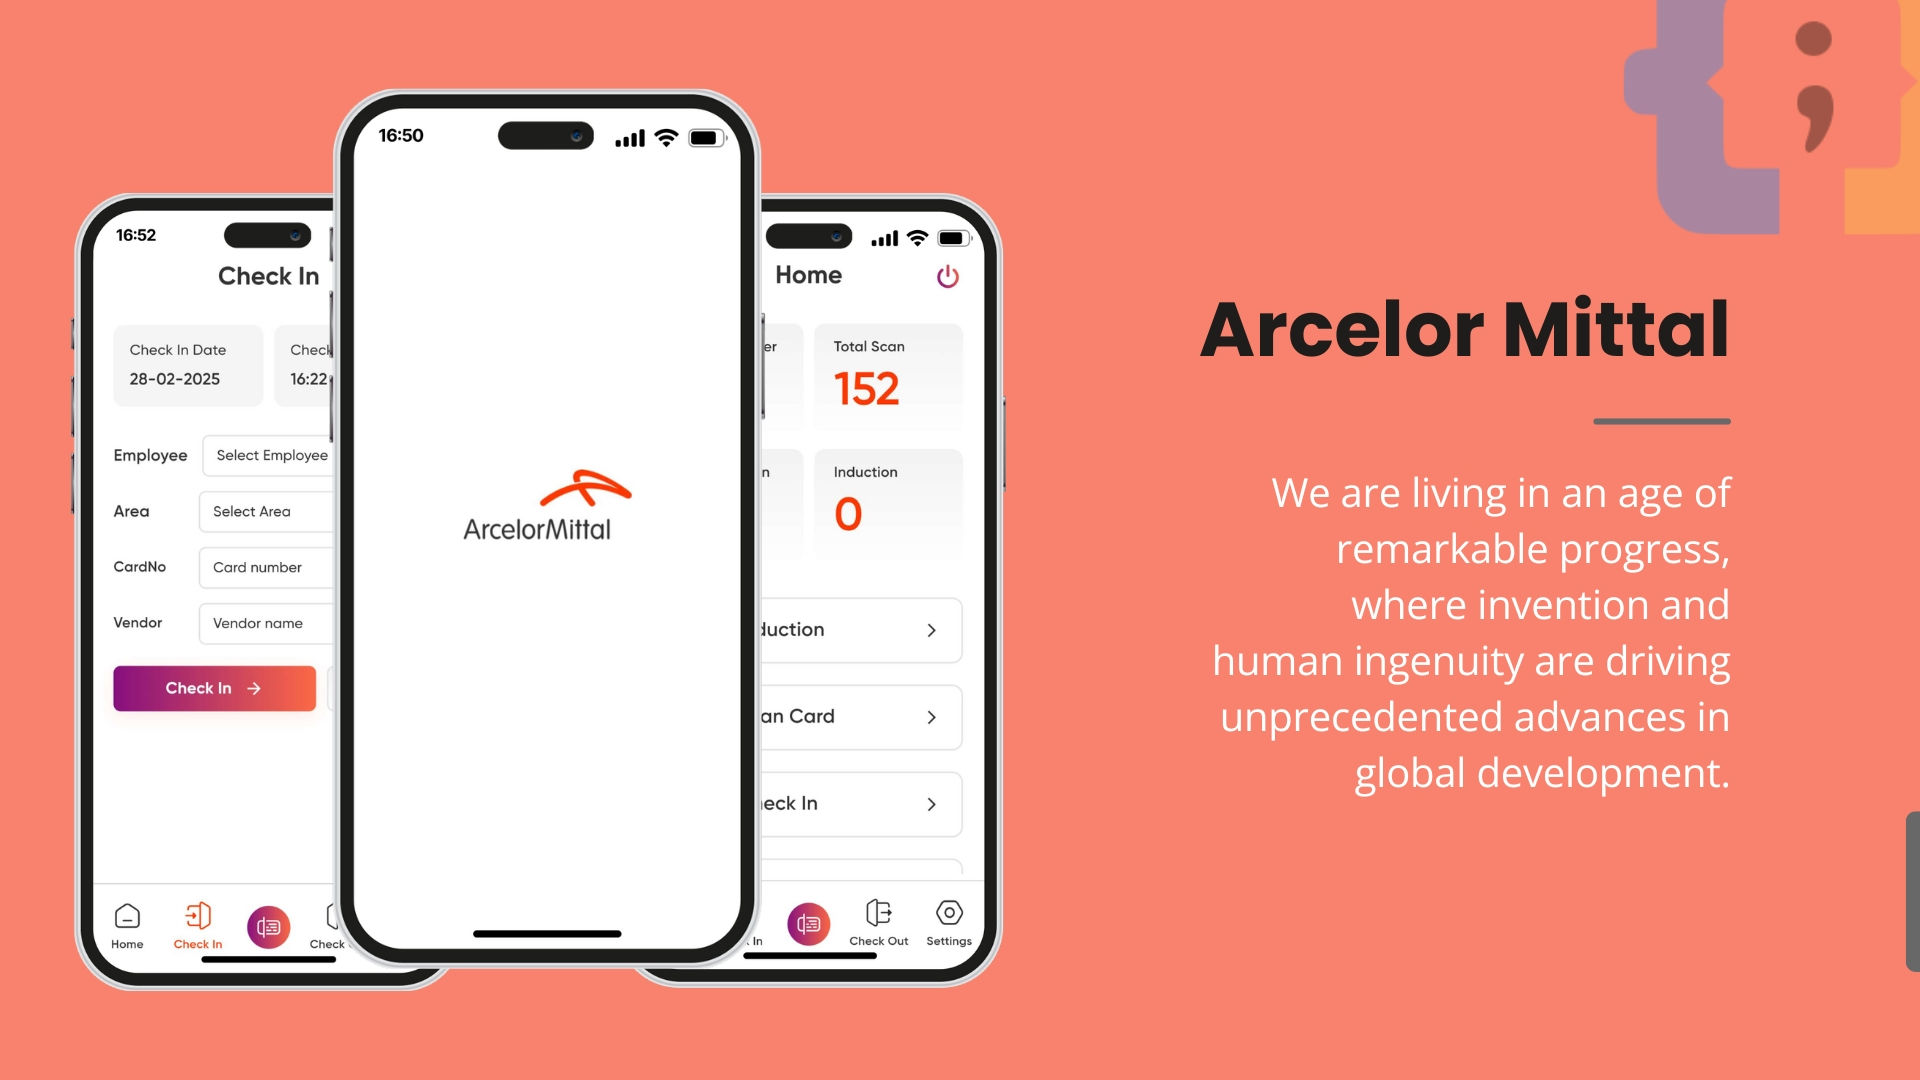 16:52
Check In
Check In Date
28-02-2025
Check
16:22
Employee
Select Employee
Area
Select Area
CardNo
Card number
Vendor
Vendor name
Check In
Home
Check In
Check
16:50
ArcelorMittal
Home
er
Total Scan
152
n
Induction
0
duction
an Card
eck In
In
Check Out
Settings
Arcelor Mittal
We are living in an age of
remarkable progress,
where invention and
human ingenuity are driving
unprecedented advances in
global development.